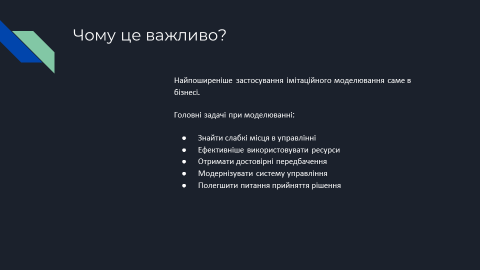 Чому це важливо?
Найпоширеніше застосування імітаційного моделювання саме в
бізнесі.
Головні задачі при моделюванні:
● Знайти слабкі місця в управлінні
● Ефективніше використовувати ресурси
● Отримати достовірні передбачення
● Модернізувати систему управління
● Полегшити питання прийняття рішення